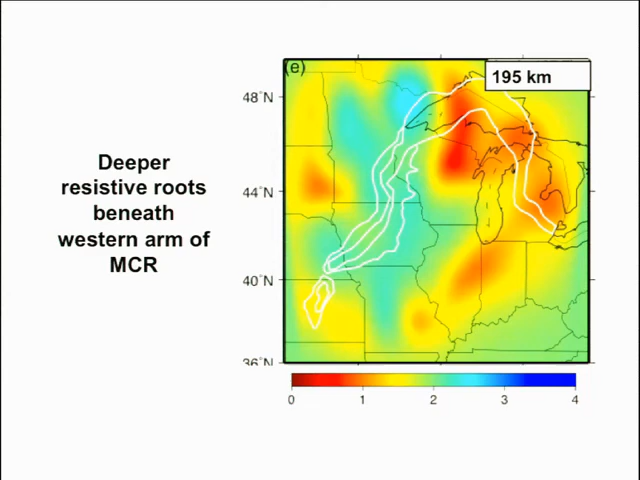 (e)
195 km
48°N
Deeper
resistive roots
beneath
western arm of
MCR
44°N
40°N
36°N
0 1 2 3 4